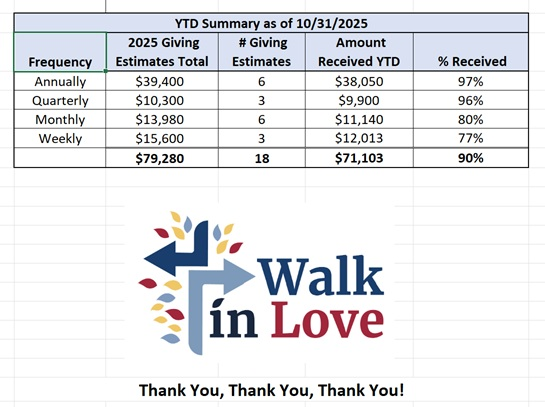 YTD Summary as of 10/31/2025
Frequency 2025 Giving Estimates Total # Giving Estimates Amount Received YTD % Received
Annually $39,400 6 $38,050 97%
Quarterly $10,300 3 $9,900 96%
Monthly $13,980 6 $11,140 80%
Weekly $15,600 3 $12,013 77%
$79,280 18 $71,103 90%
Walk
in Love
Thank You, Thank You, Thank You!